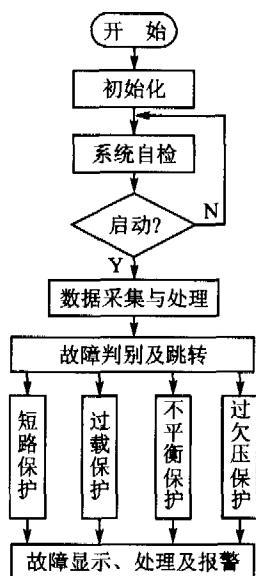 开 始
初始化
系统自检
启动?
N
Y
数据采集与处理
故障判别及跳转
短路保护
过载保护
不平衡保护
过欠压保护
故障显示、处理及报警